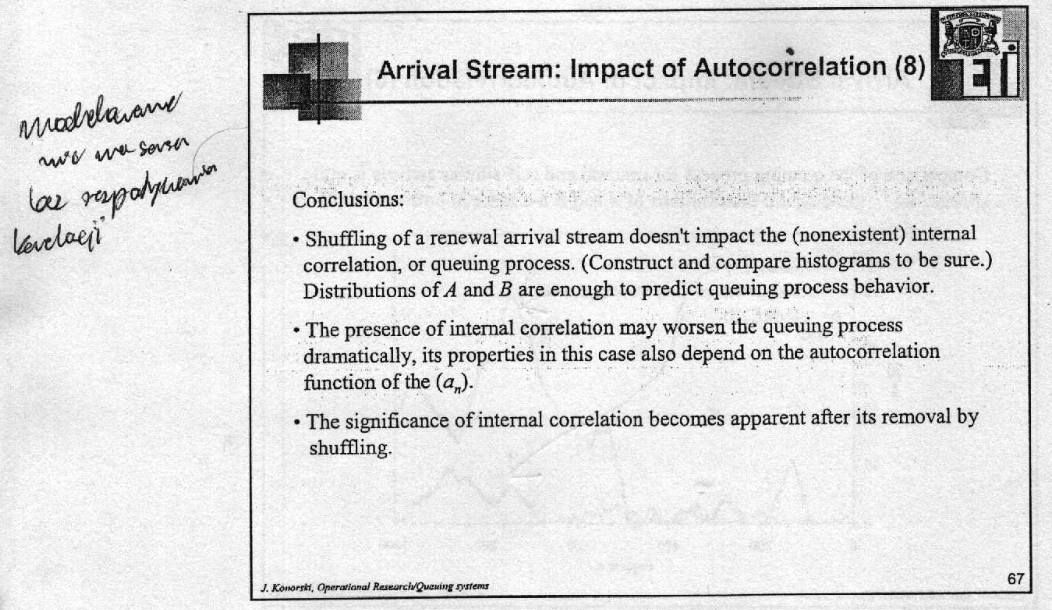 Arrival Stream: Impact of Autocorrelation (8)
ETI
Modelowanie
nie ma sensu
bez rozpatrywania
korelacji
Conclusions:
• Shuffling of a renewal arrival stream doesn't impact the (nonexistent) internal
correlation, or queuing process. (Construct and compare histograms to be sure.)
Distributions of A and B are enough to predict queuing process behavior.
• The presence of internal correlation may worsen the queuing process
dramatically, its properties in this case also depend on the autocorrelation
function of the (aₙ).
• The significance of internal correlation becomes apparent after its removal by
shuffling.
J. Konorski, Operational Research/Queuing systems
67